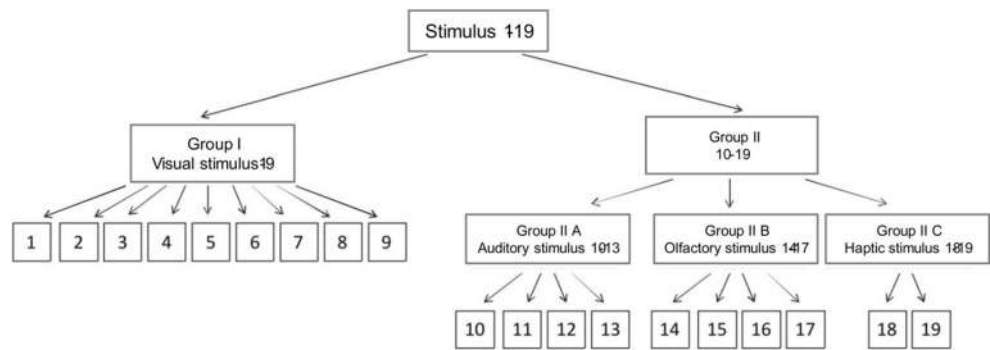 Stimulus 1-19
Group I
Visual stimulus 1-9
Group II
10-19
1 2 3 4 5 6 7 8 9
Group II A
Auditory stimulus 10-13
Group II B
Olfactory stimulus 14-17
Group II C
Haptic stimulus 18-19
10 11 12 13 14 15 16 17 18 19